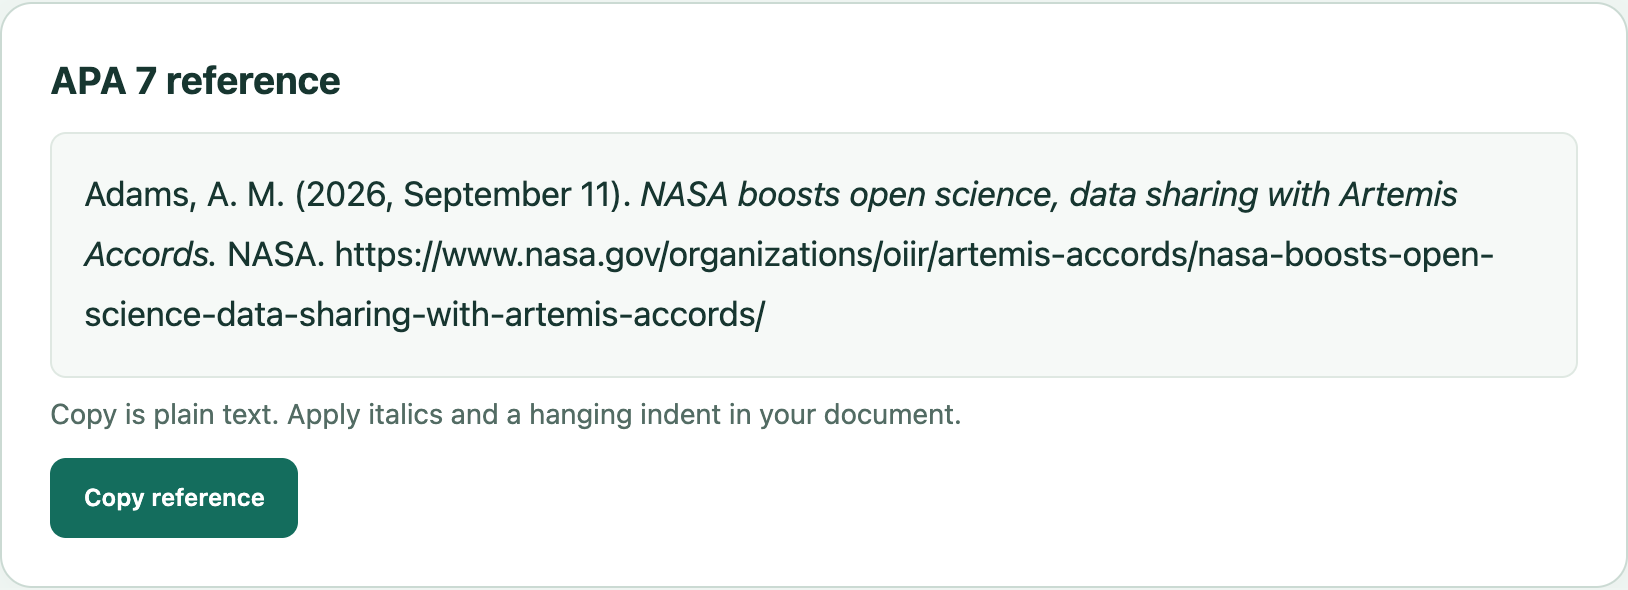 APA 7 reference
Adams, A. M. (2026, September 11). NASA boosts open science, data sharing with Artemis
Accords. NASA. https://www.nasa.gov/organizations/oiir/artemis-accords/nasa-boosts-open-
science-data-sharing-with-artemis-accords/
Copy is plain text. Apply italics and a hanging indent in your document.
Copy reference